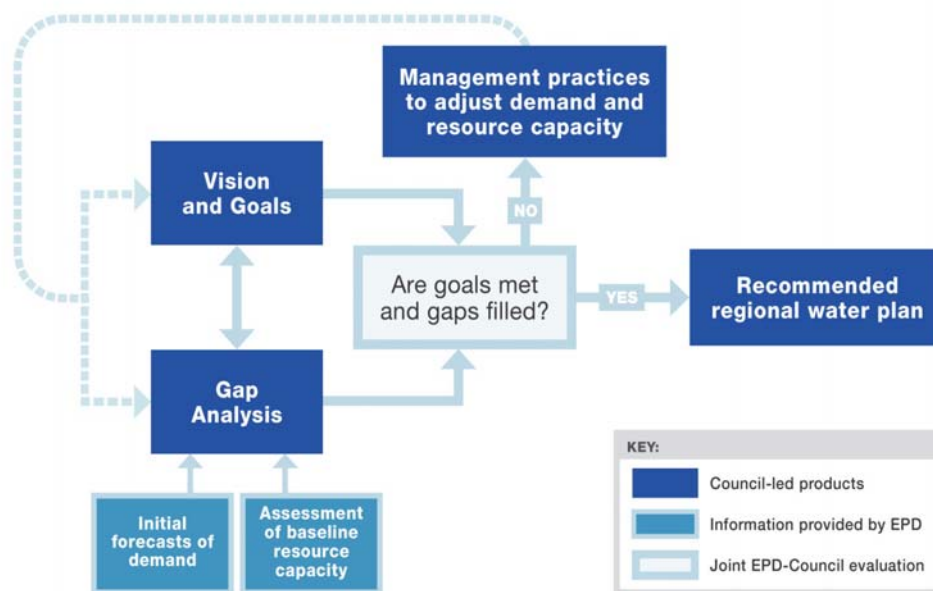 Management practices
to adjust demand and
resource capacity
Vision
and Goals
NO
Are goals met
and gaps filled?
YES
Recommended
regional water plan
Gap
Analysis
Initial
forecasts of
demand
Assessment
of baseline
resource
capacity
KEY:
Council-led products
Information provided by EPD
Joint EPD-Council evaluation